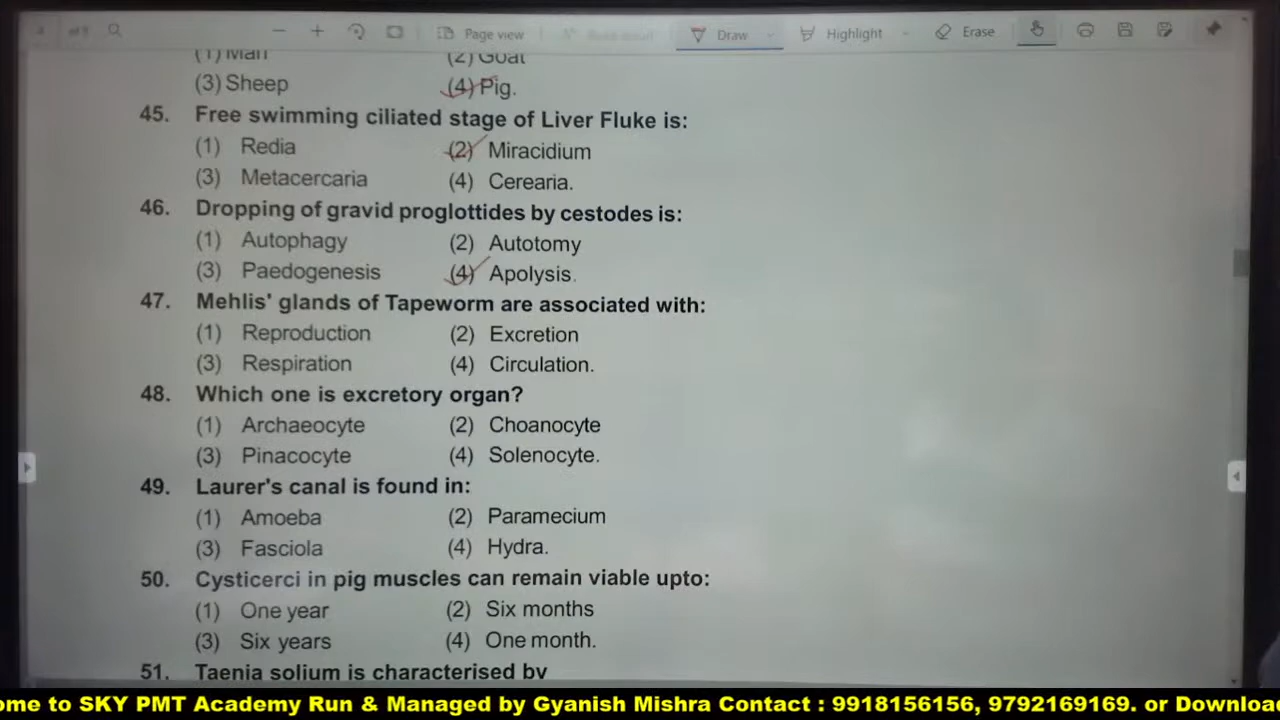 Page view
Draw
Highlight
Erase
(1) Man (2) Goat
(3) Sheep (4) Pig.
45. Free swimming ciliated stage of Liver Fluke is:
(1) Redia (2) Miracidium
(3) Metacercaria (4) Cerearia.
46. Dropping of gravid proglottides by cestodes is:
(1) Autophagy (2) Autotomy
(3) Paedogenesis (4) Apolysis.
47. Mehlis' glands of Tapeworm are associated with:
(1) Reproduction (2) Excretion
(3) Respiration (4) Circulation.
48. Which one is excretory organ?
(1) Archaeocyte (2) Choanocyte
(3) Pinacocyte (4) Solenocyte.
49. Laurer's canal is found in:
(1) Amoeba (2) Paramecium
(3) Fasciola (4) Hydra.
50. Cysticerci in pig muscles can remain viable upto:
(1) One year (2) Six months
(3) Six years (4) One month.
51. Taenia solium is characterised by
ome to SKY PMT Academy Run & Managed by Gyanish Mishra Contact : 9918156156, 9792169169. or Downloa